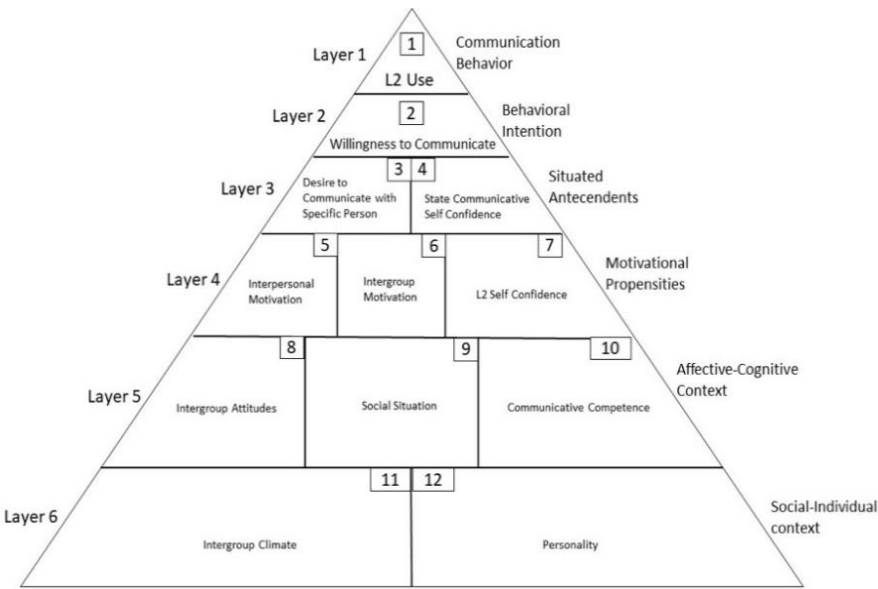 Layer 1
1
L2 Use
Communication
Behavior
Layer 2
2
Willingness to Communicate
Behavioral
Intention
Layer 3
3
4
Desire to
Communicate with
Specific Person
State Communicative
Self Confidence
Situated
Antecendents
Layer 4
5
6
7
Interpersonal
Motivation
Intergroup
Motivation
L2 Self Confidence
Motivational
Propensities
Layer 5
8
9
10
Intergroup Attitudes
Social Situation
Communicative Competence
Affective-Cognitive
Context
Layer 6
11
12
Intergroup Climate
Personality
Social-Individual
context